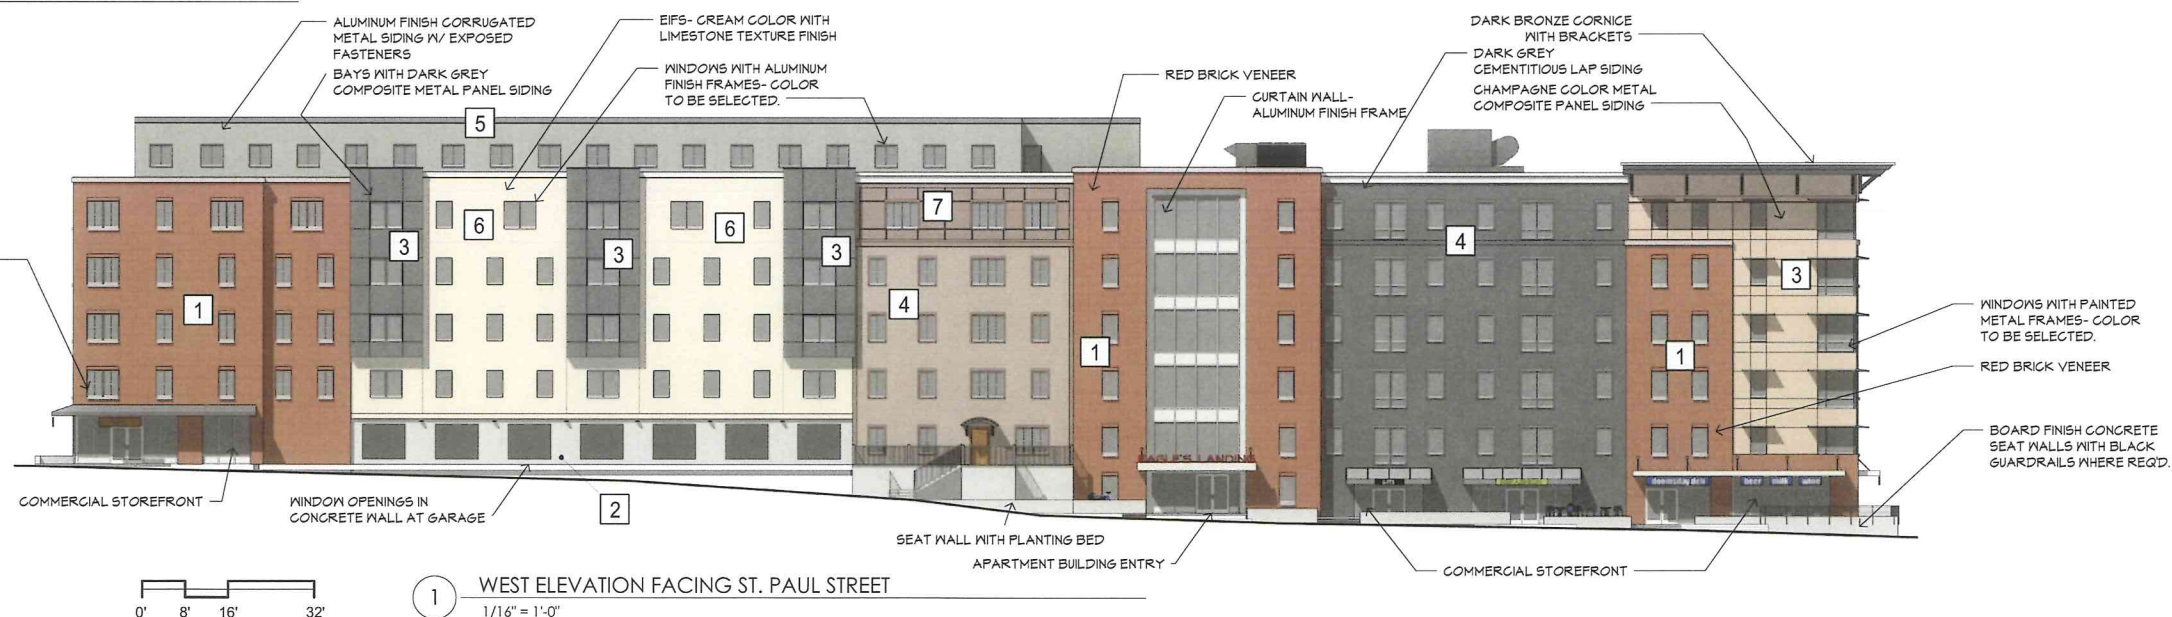 ALUMINUM FINISH CORRUGATED
METAL SIDING W/ EXPOSED
FASTENERS
BAYS WITH DARK GREY
COMPOSITE METAL PANEL SIDING
EIFS- CREAM COLOR WITH
LIMESTONE TEXTURE FINISH
WINDOWS WITH ALUMINUM
FINISH FRAMES- COLOR
TO BE SELECTED.
RED BRICK VENEER
CURTAIN WALL-
ALUMINUM FINISH FRAME
DARK BRONZE CORNICE
WITH BRACKETS
DARK GREY
CEMENTITIOUS LAP SIDING
CHAMPAGNE COLOR METAL
COMPOSITE PANEL SIDING
5
7
6
6
3
3
3
4
3
1
4
1
1
2
WINDOWS WITH PAINTED
METAL FRAMES- COLOR
TO BE SELECTED.
RED BRICK VENEER
BOARD FINISH CONCRETE
SEAT WALLS WITH BLACK
GUARDRAILS WHERE REQ'D.
EAGLE'S LANDING
doomsday deli
beer milk wine
COMMERCIAL STOREFRONT
WINDOW OPENINGS IN
CONCRETE WALL AT GARAGE
SEAT WALL WITH PLANTING BED
APARTMENT BUILDING ENTRY
COMMERCIAL STOREFRONT
0' 8' 16' 32'
1 WEST ELEVATION FACING ST. PAUL STREET
1/16" = 1'-0"